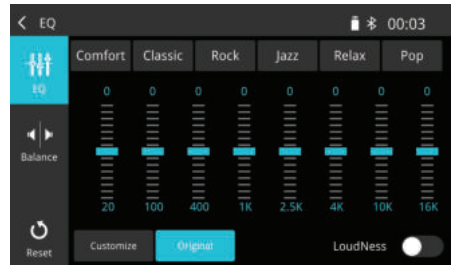 EQ 00:03
Comfort Classic Rock Jazz Relax Pop
EQ
0 0 0 0 0 0 0 0
Balance
20 100 400 1K 2.5K 4K 10K 16K
Reset
Customize Original LoudNess